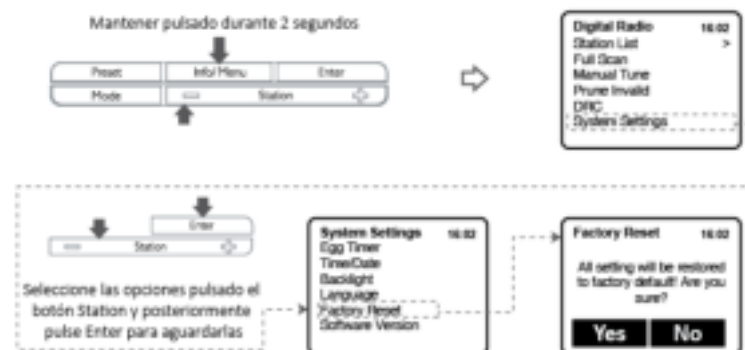 Mantener pulsado durante 2 segundos
Preset Info/ Menu Enter
Mode Station
Digital Radio 16:02
Station List >
Full Scan
Manual Tune
Prune Invalid
DRC
System Settings
Enter
Station
Seleccione las opciones pulsado el
botón Station y posteriormente
pulse Enter para aguardarlas
System Settings 16:02
Egg Timer
Time/Date
Backlight
Language
Factory Reset
Software Version
Factory Reset 16:02
All setting will be restored
to factory default! Are you
sure?
Yes No